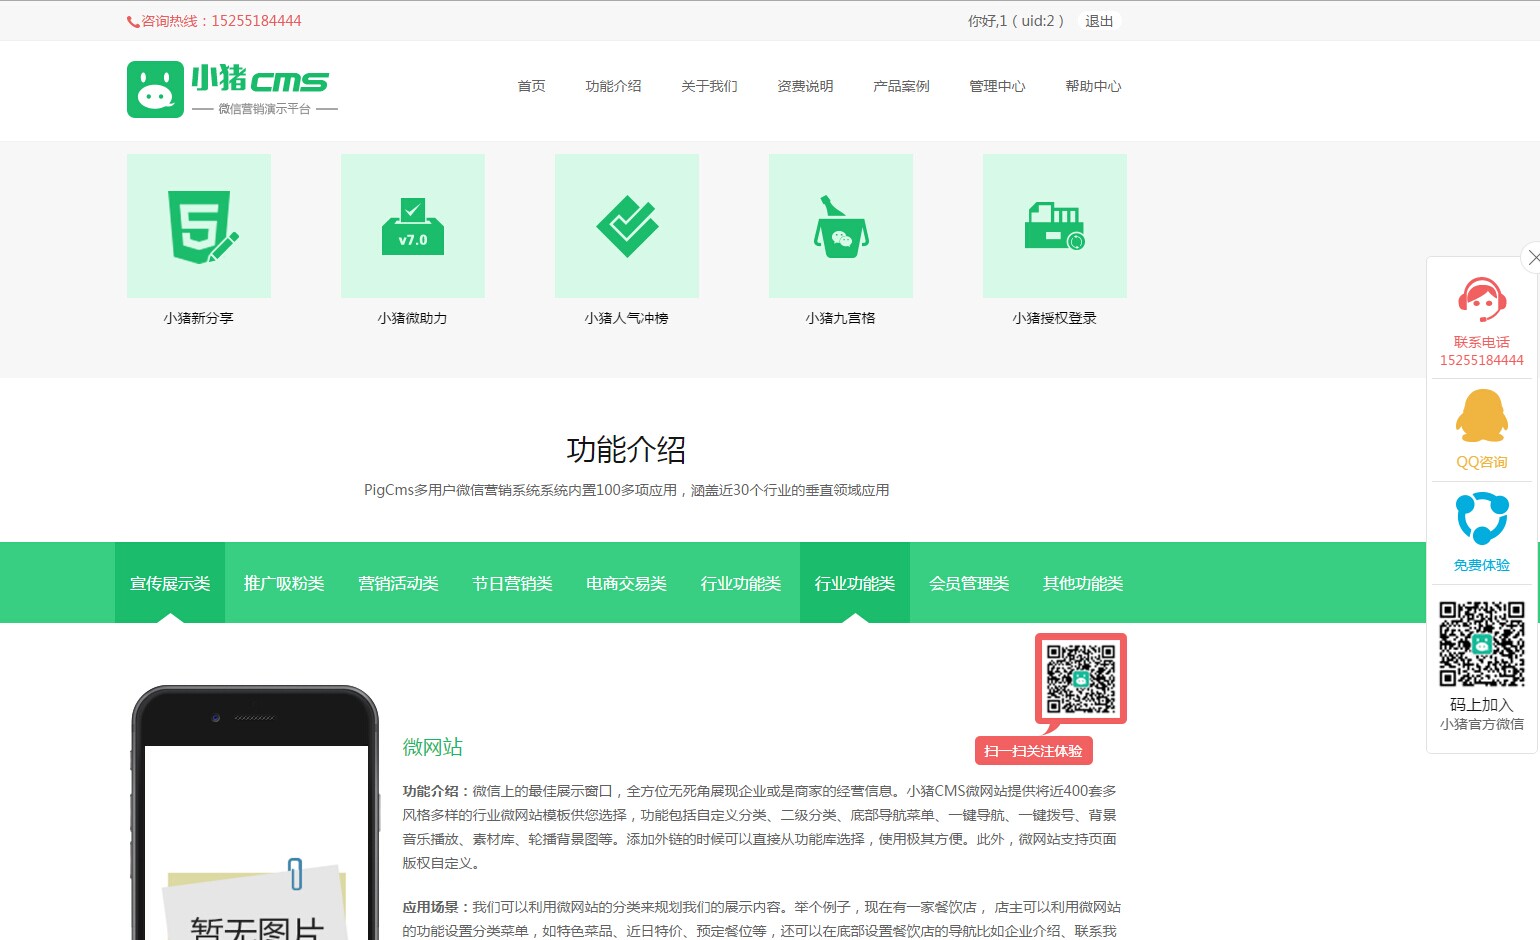 咨询热线：15255184444
你好,1（uid:2）
退出
小猪cms
微信营销演示平台
首页
功能介绍
关于我们
资费说明
产品案例
管理中心
帮助中心
5
v7.0
小猪新分享
小猪微助力
小猪人气冲榜
小猪九宫格
小猪授权登录
联系电话
15255184444
QQ咨询
免费体验
码上加入
小猪官方微信
功能介绍
PigCms多用户微信营销系统系统内置100多项应用，涵盖近30个行业的垂直领域应用
宣传展示类
推广吸粉类
营销活动类
节日营销类
电商交易类
行业功能类
行业功能类
会员管理类
其他功能类
扫一扫关注体验
微网站
功能介绍：微信上的最佳展示窗口，全方位无死角展现企业或是商家的经营信息。小猪CMS微网站提供将近400套多
风格多样的行业微网站模板供您选择，功能包括自定义分类、二级分类、底部导航菜单、一键导航、一键拨号、背景
音乐播放、素材库、轮播背景图等。添加外链的时候可以直接从功能库选择，使用极其方便。此外，微网站支持页面
版权自定义。
应用场景：我们可以利用微网站的分类来规划我们的展示内容。举个例子，现在有一家餐饮店， 店主可以利用微网站
的功能设置分类菜单，如特色菜品、近日特价、预定餐位等，还可以在底部设置餐饮店的导航比如企业介绍、联系我
暂无图片